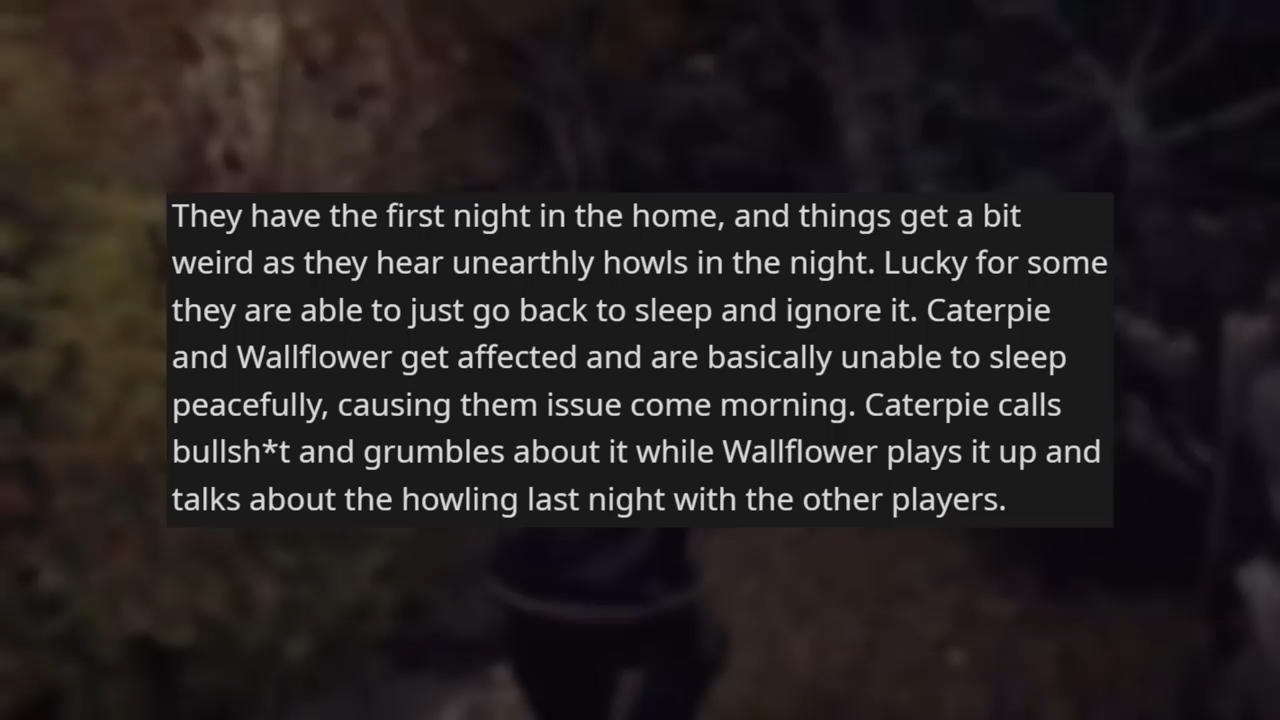 They have the first night in the home, and things get a bit
weird as they hear unearthly howls in the night. Lucky for some
they are able to just go back to sleep and ignore it. Caterpie
and Wallflower get affected and are basically unable to sleep
peacefully, causing them issue come morning. Caterpie calls
bullsh*t and grumbles about it while Wallflower plays it up and
talks about the howling last night with the other players.